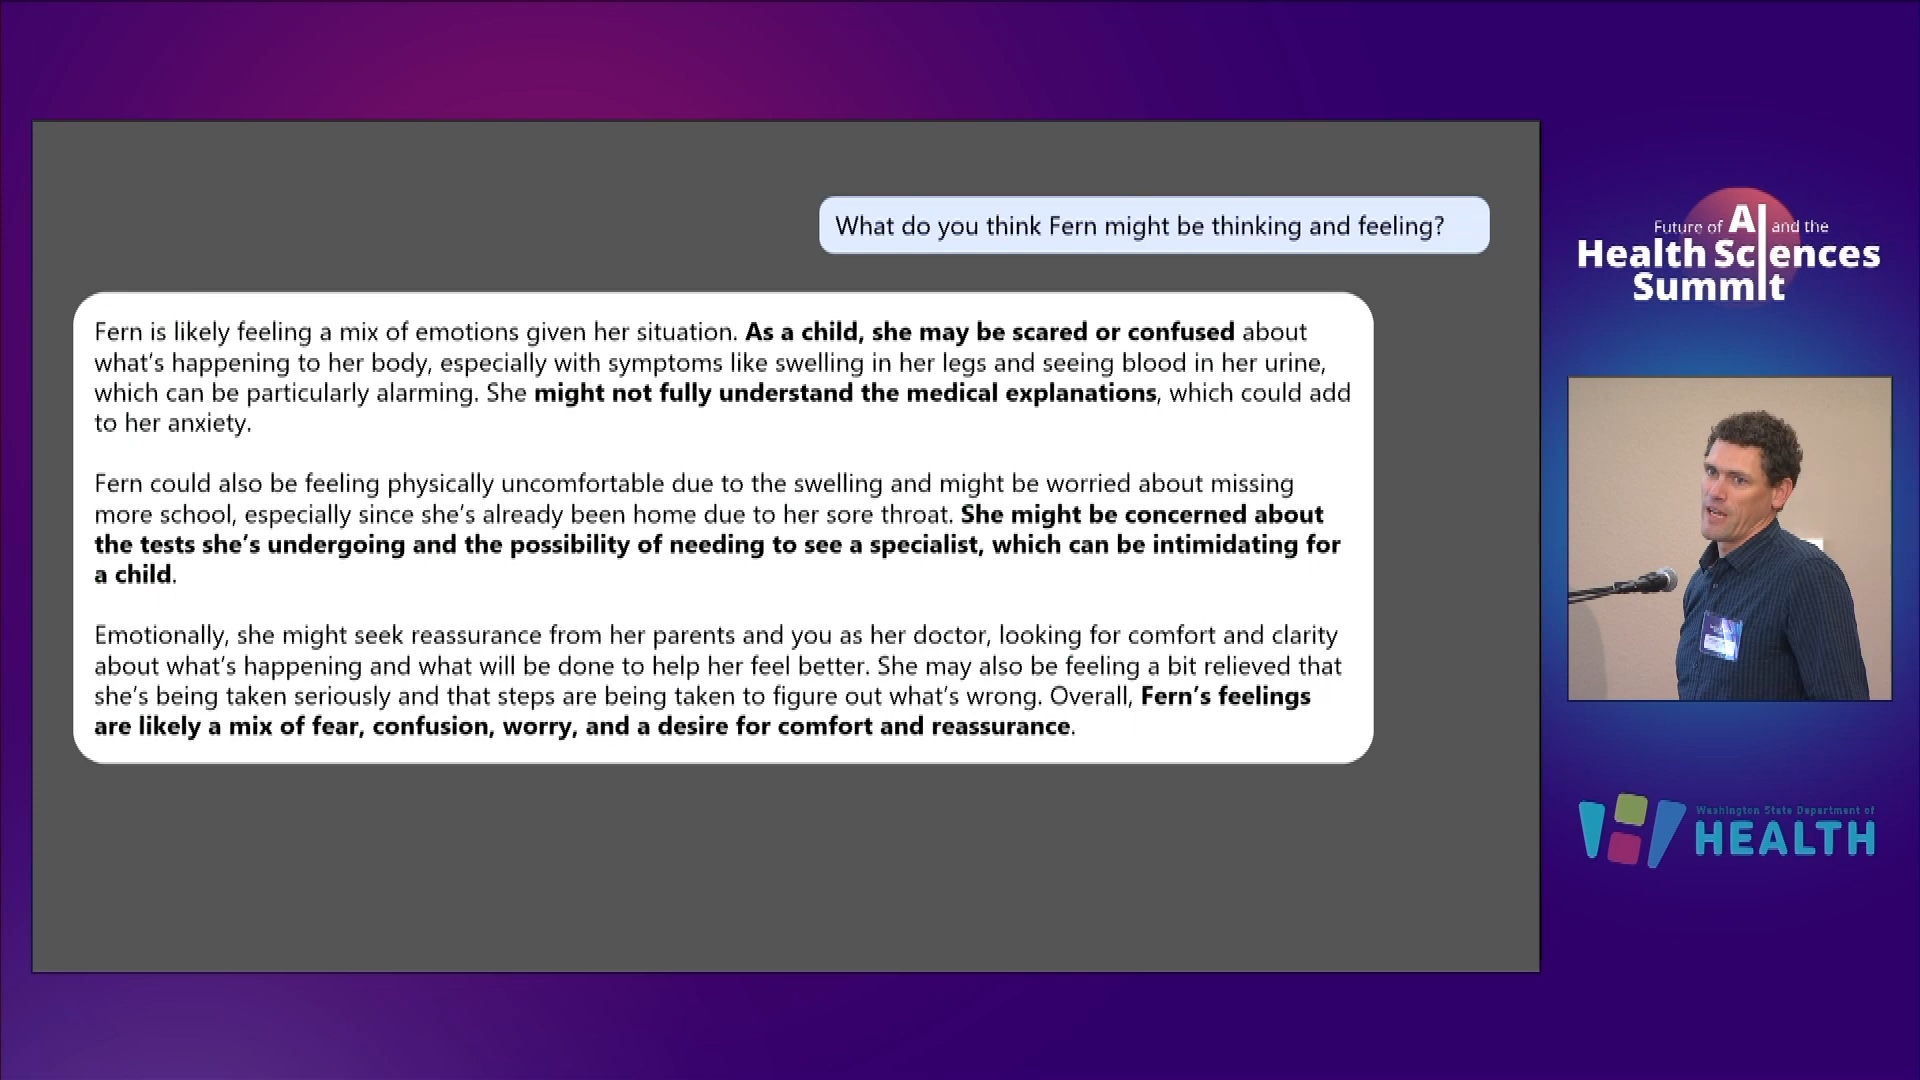 What do you think Fern might be thinking and feeling?
Fern is likely feeling a mix of emotions given her situation. As a child, she may be scared or confused about
what's happening to her body, especially with symptoms like swelling in her legs and seeing blood in her urine,
which can be particularly alarming. She might not fully understand the medical explanations, which could add
to her anxiety.
Fern could also be feeling physically uncomfortable due to the swelling and might be worried about missing
more school, especially since she's already been home due to her sore throat. She might be concerned about
the tests she's undergoing and the possibility of needing to see a specialist, which can be intimidating for
a child.
Emotionally, she might seek reassurance from her parents and you as her doctor, looking for comfort and clarity
about what's happening and what will be done to help her feel better. She may also be feeling a bit relieved that
she's being taken seriously and that steps are being taken to figure out what's wrong. Overall, Fern's feelings
are likely a mix of fear, confusion, worry, and a desire for comfort and reassurance.
Future of AI and the
Health Sciences
Summit
Washington State Department of
HEALTH